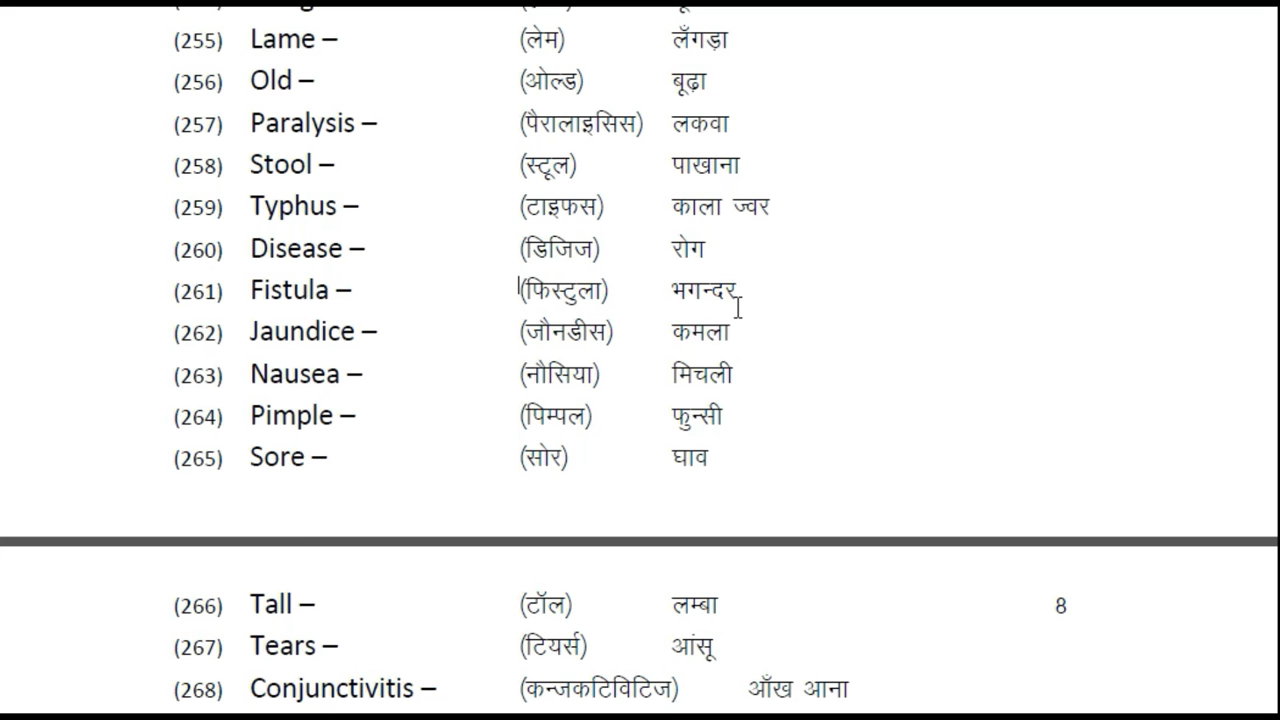 (255) Lame – (लेम) लँगड़ा
(256) Old – (ओल्ड) बूढ़ा
(257) Paralysis – (पैरालाइसिस) लकवा
(258) Stool – (स्टूल) पाखाना
(259) Typhus – (टाइफस) काला ज्वर
(260) Disease – (डिजिज) रोग
(261) Fistula – (फिस्टुला) भगन्दर
(262) Jaundice – (जौनडीस) कमला
(263) Nausea – (नौसिया) मिचली
(264) Pimple – (पिम्पल) फुन्सी
(265) Sore – (सोर) घाव
(266) Tall – (टॉल) लम्बा 8
(267) Tears – (टियर्स) आंसू
(268) Conjunctivitis – (कन्जकटिविटिज) आँख आना